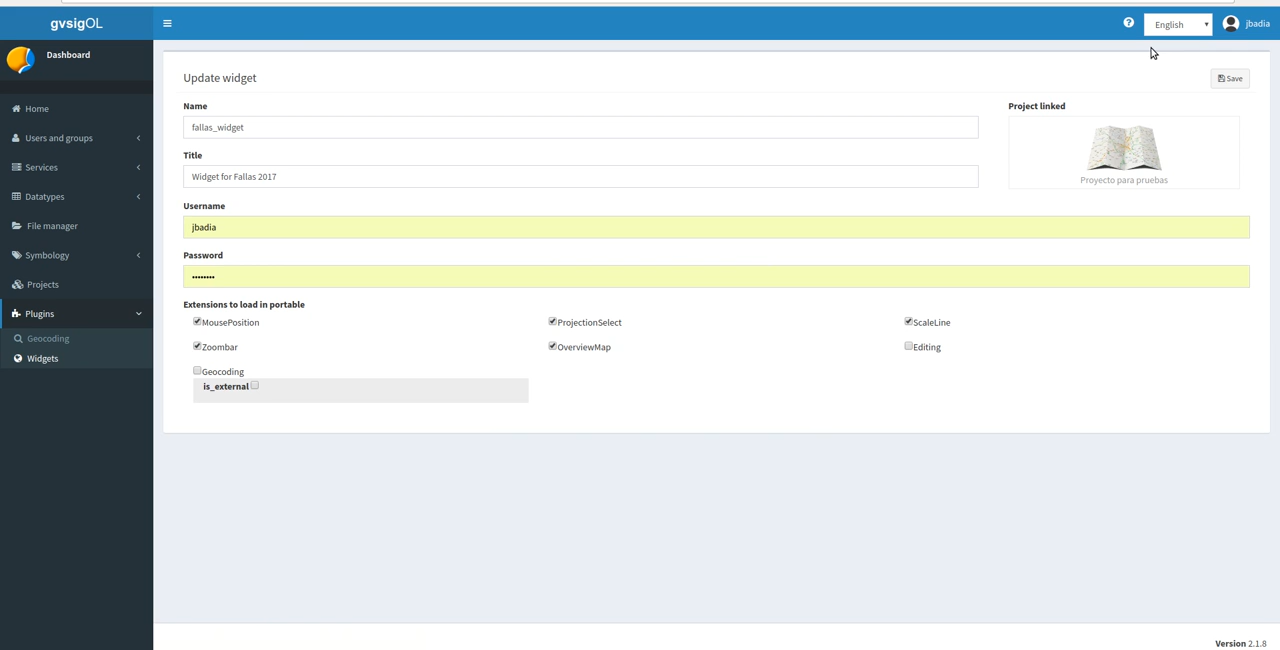 gvsigOL
English
jbadia
Dashboard
Home
Users and groups
Services
Datatypes
File manager
Symbology
Projects
Plugins
Geocoding
Widgets
Update widget
Save
Name
fallas_widget
Title
Widget for Fallas 2017
Project linked
Proyecto para pruebas
Username
jbadia
Password
••••••••
Extensions to load in portable
MousePosition
ProjectionSelect
ScaleLine
Zoombar
OverviewMap
Editing
Geocoding
is_external
Version 2.1.8